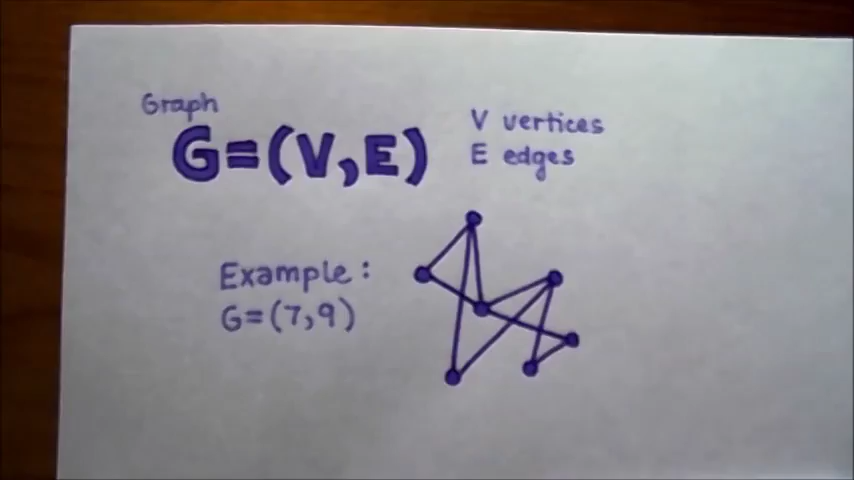 Graph
G=(V,E)
V vertices
E edges
Example:
G=(7,9)